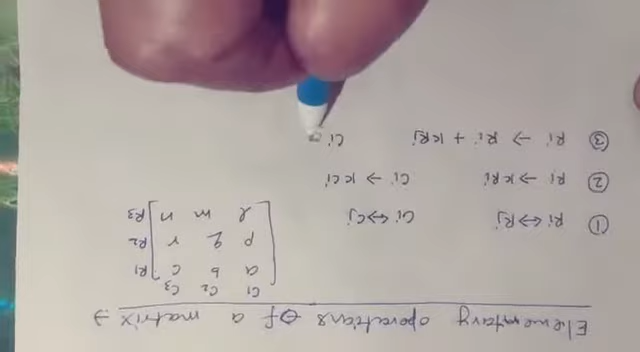 Elementary operations of a matrix →
C1 C2 C3
a b c R1
p q r R2
l m n R3
① Ri ↔ Rj Ci ↔ Cj
② Ri → KRi Ci → KCi
③ Ri → Ri + KRj Ci